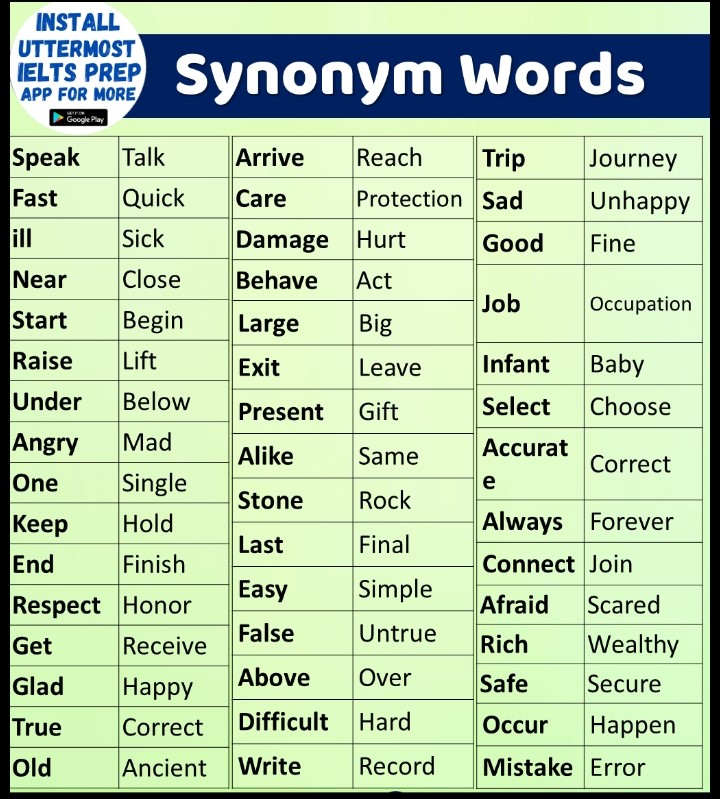 INSTALL
UTTERMOST
IELTS PREP
APP FOR MORE
GET IT ON
Google Play
Synonym Words
Speak Talk
Fast Quick
ill Sick
Near Close
Start Begin
Raise Lift
Under Below
Angry Mad
One Single
Keep Hold
End Finish
Respect Honor
Get Receive
Glad Happy
True Correct
Old Ancient
Arrive Reach
Care Protection
Damage Hurt
Behave Act
Large Big
Exit Leave
Present Gift
Alike Same
Stone Rock
Last Final
Easy Simple
False Untrue
Above Over
Difficult Hard
Write Record
Trip Journey
Sad Unhappy
Good Fine
Job Occupation
Infant Baby
Select Choose
Accurat
e Correct
Always Forever
Connect Join
Afraid Scared
Rich Wealthy
Safe Secure
Occur Happen
Mistake Error